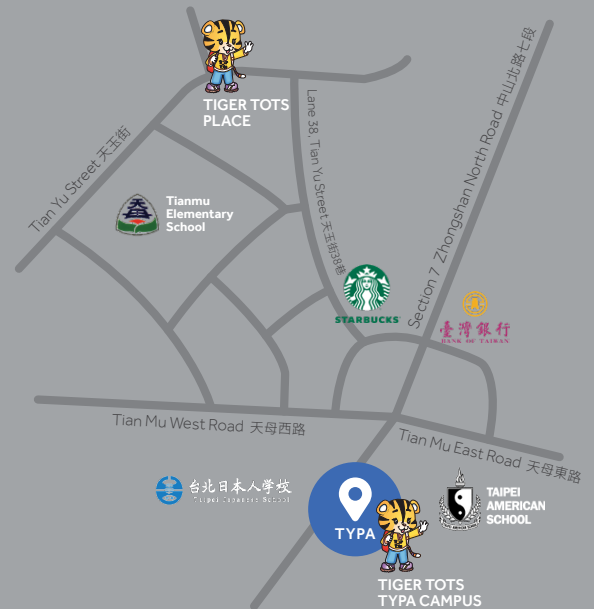 TIGER TOTS
PLACE
Tian Yu Street 天玉街
Lane 38, Tian Yu Street 天玉街38巷
Section 7 Zhongshan North Road 中山北路七段
Tianmu
Elementary
School
STARBUCKS
臺灣銀行
BANK OF TAIWAN
Tian Mu West Road 天母西路
Tian Mu East Road 天母東路
台北日本人学校
Taipei Japanese School
TYPA
TAIPEI
AMERICAN
SCHOOL
TIGER TOTS
TYPA CAMPUS